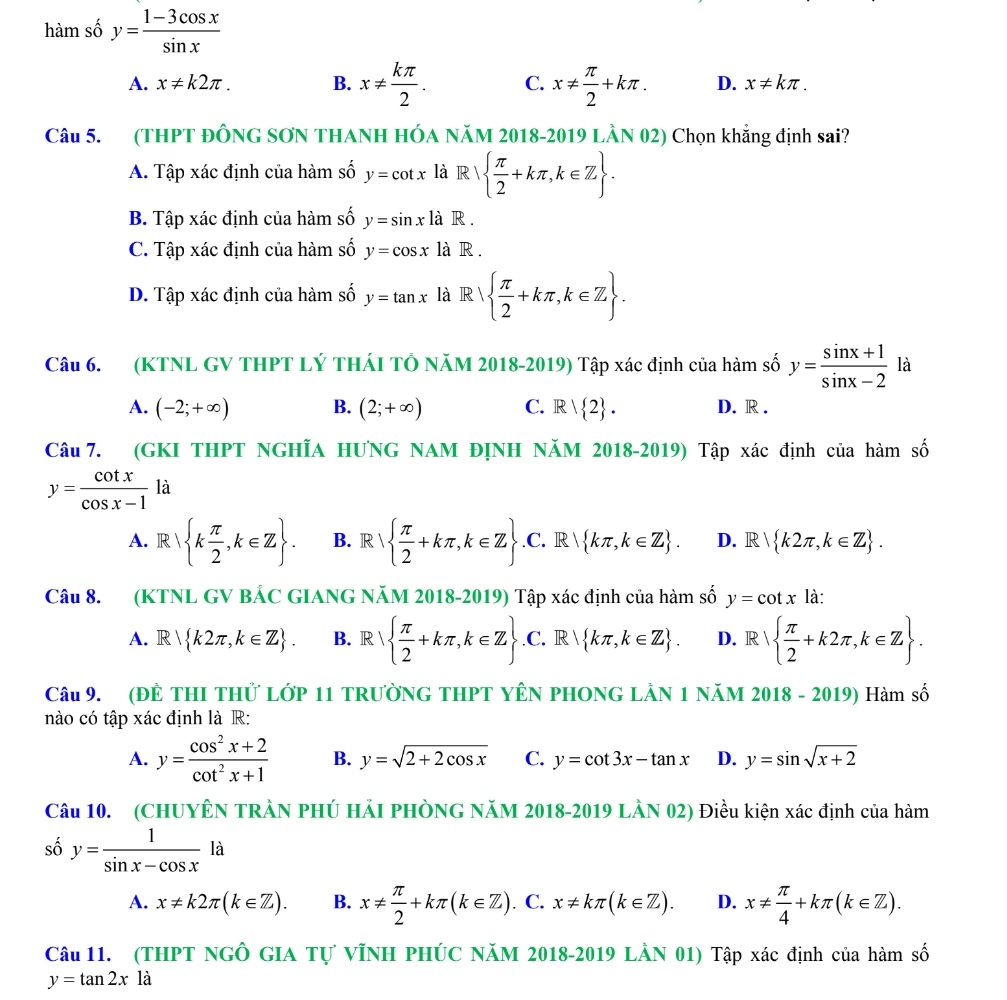 hàm số y = (1−3cos x)/(sin x)
A. x ≠ k2π . B. x ≠ kπ/2 . C. x ≠ π/2 + kπ . D. x ≠ kπ .
Câu 5. (THPT ĐÔNG SƠN THANH HÓA NĂM 2018-2019 LẦN 02) Chọn khẳng định sai?
A. Tập xác định của hàm số y = cot x là ℝ \ {π/2 + kπ, k ∈ ℤ} .
B. Tập xác định của hàm số y = sin x là ℝ .
C. Tập xác định của hàm số y = cos x là ℝ .
D. Tập xác định của hàm số y = tan x là ℝ \ {π/2 + kπ, k ∈ ℤ} .
Câu 6. (KTNL GV THPT LÝ THÁI TỔ NĂM 2018-2019) Tập xác định của hàm số y = (sinx + 1)/(sinx − 2) là
A. (−2; +∞) B. (2; +∞) C. ℝ \ {2} . D. ℝ .
Câu 7. (GKI THPT NGHĨA HƯNG NAM ĐỊNH NĂM 2018-2019) Tập xác định của hàm số
y = (cot x)/(cos x − 1) là
A. ℝ \ {k π/2, k ∈ ℤ} . B. ℝ \ {π/2 + kπ, k ∈ ℤ} .C. ℝ \ {kπ, k ∈ ℤ} . D. ℝ \ {k2π, k ∈ ℤ} .
Câu 8. (KTNL GV BẮC GIANG NĂM 2018-2019) Tập xác định của hàm số y = cot x là:
A. ℝ \ {k2π, k ∈ ℤ} . B. ℝ \ {π/2 + kπ, k ∈ ℤ} .C. ℝ \ {kπ, k ∈ ℤ} . D. ℝ \ {π/2 + k2π, k ∈ ℤ} .
Câu 9. (ĐỀ THI THỬ LỚP 11 TRƯỜNG THPT YÊN PHONG LẦN 1 NĂM 2018 - 2019) Hàm số
nào có tập xác định là ℝ:
A. y = (cos² x + 2)/(cot² x + 1) B. y = √(2 + 2cos x) C. y = cot 3x − tan x D. y = sin √(x + 2)
Câu 10. (CHUYÊN TRẦN PHÚ HẢI PHÒNG NĂM 2018-2019 LẦN 02) Điều kiện xác định của hàm
số y = 1/(sin x − cos x) là
A. x ≠ k2π (k ∈ ℤ). B. x ≠ π/2 + kπ (k ∈ ℤ). C. x ≠ kπ (k ∈ ℤ). D. x ≠ π/4 + kπ (k ∈ ℤ).
Câu 11. (THPT NGÔ GIA TỰ VĨNH PHÚC NĂM 2018-2019 LẦN 01) Tập xác định của hàm số
y = tan 2x là